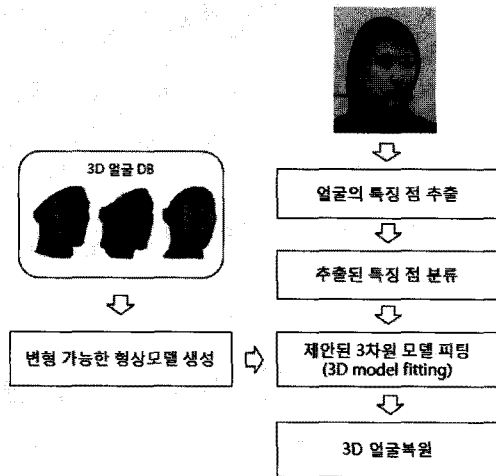 3D 얼굴 DB
얼굴의 특징 점 추출
추출된 특징 점 분류
변형 가능한 형상모델 생성
제안된 3차원 모델 피팅
(3D model fitting)
3D 얼굴복원